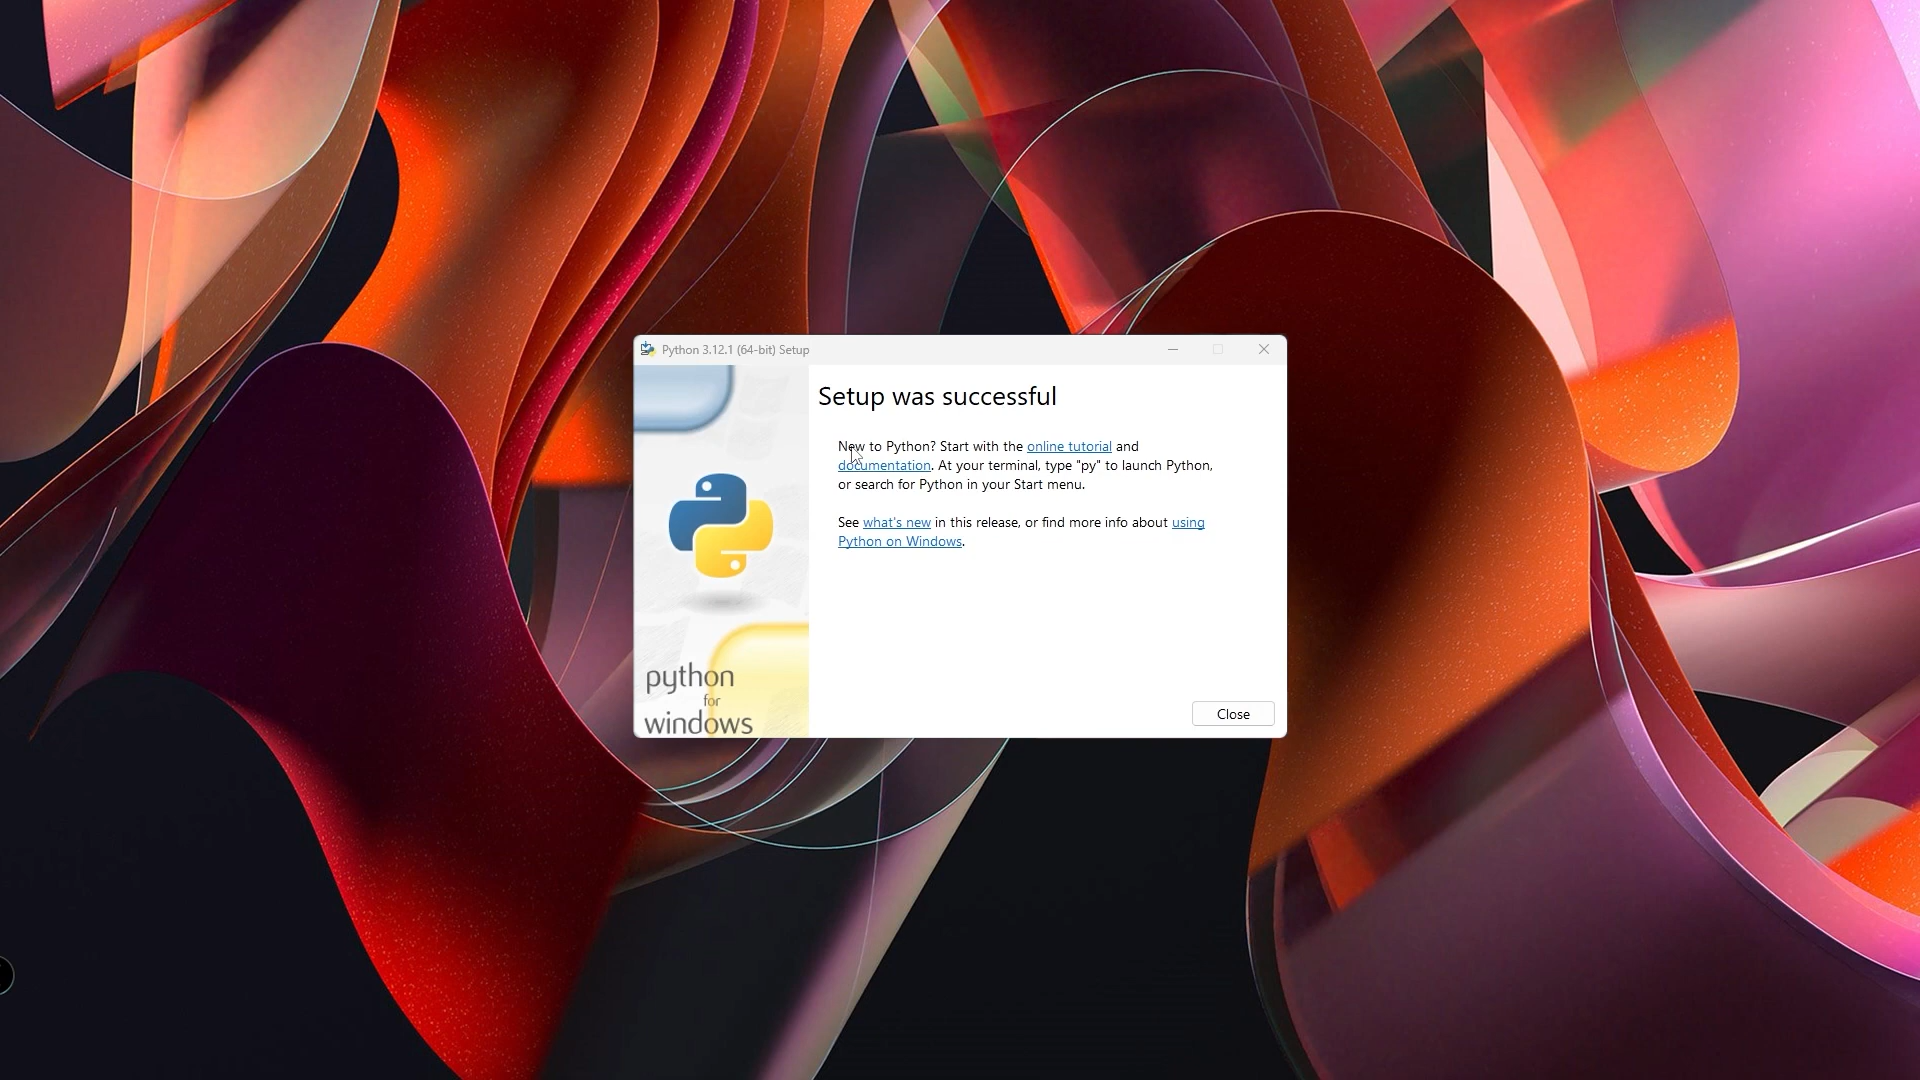 Python 3.12.1 (64-bit) Setup
Setup was successful
New to Python? Start with the online tutorial and
documentation. At your terminal, type "py" to launch Python,
or search for Python in your Start menu.
See what's new in this release, or find more info about using
Python on Windows.
python
for
windows
Close